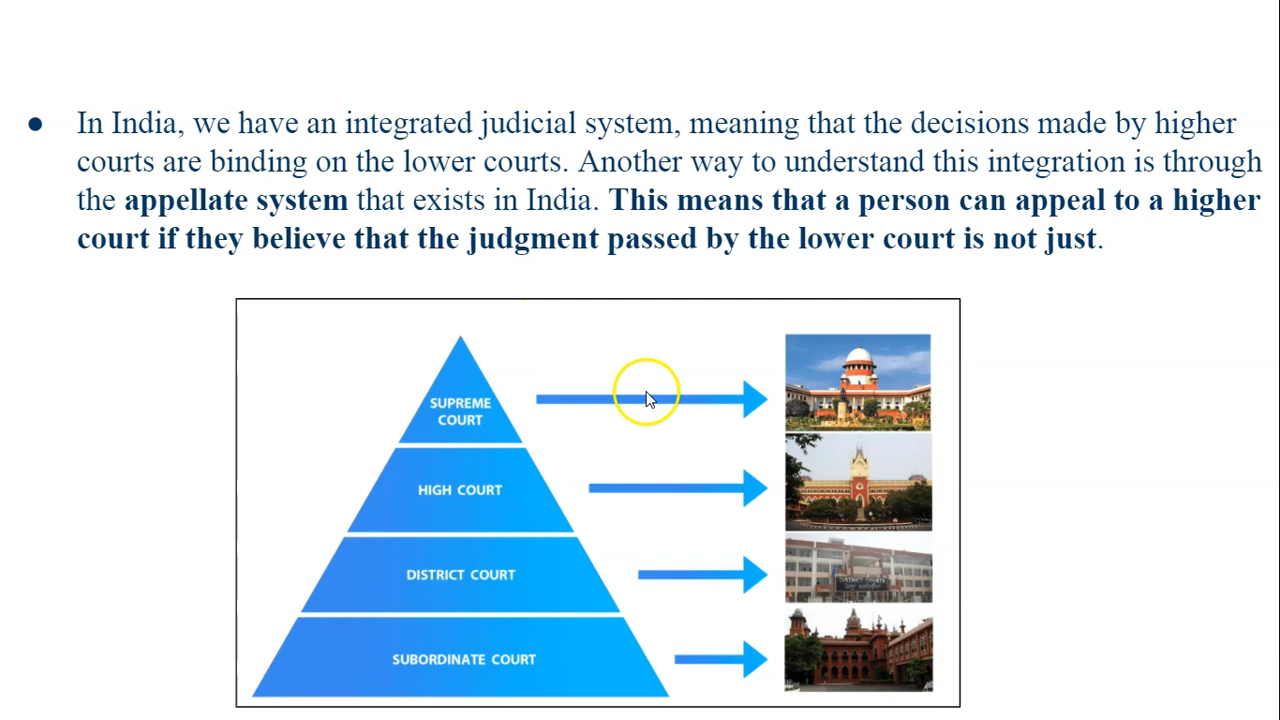 ● In India, we have an integrated judicial system, meaning that the decisions made by higher
courts are binding on the lower courts. Another way to understand this integration is through
the appellate system that exists in India. This means that a person can appeal to a higher
court if they believe that the judgment passed by the lower court is not just.
SUPREME
COURT
HIGH COURT
DISTRICT COURT
DISTRICT COURTS
SUBORDINATE COURT